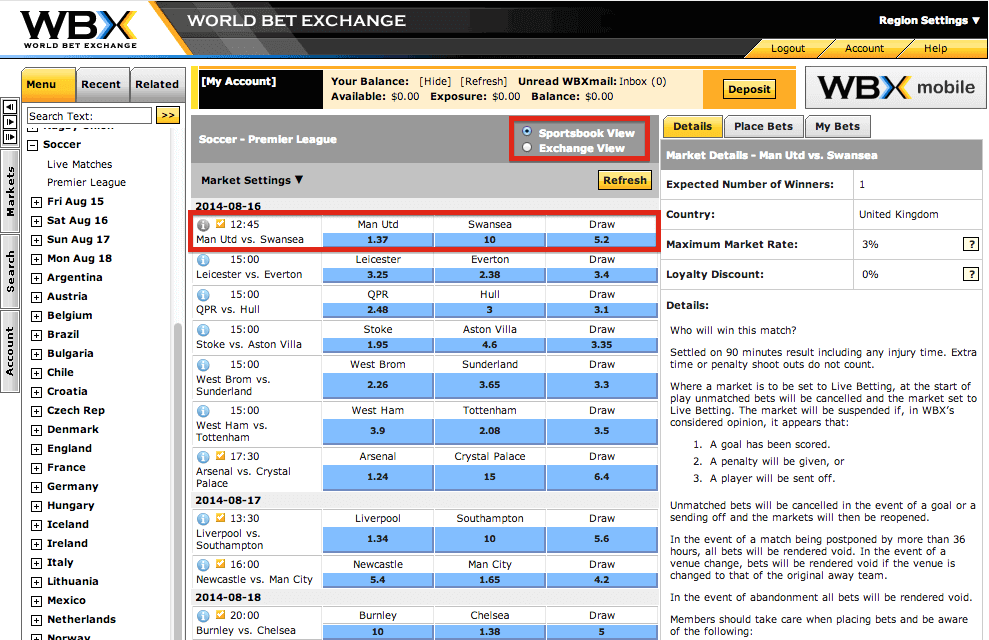 WBX
WORLD BET EXCHANGE
WORLD BET EXCHANGE
Region Settings ▼
Logout
Account
Help
Menu
Recent
Related
Search Text:
>>
Soccer
Live Matches
Premier League
Fri Aug 15
Sat Aug 16
Sun Aug 17
Mon Aug 18
Argentina
Austria
Belgium
Brazil
Bulgaria
Chile
Croatia
Czech Rep
Denmark
England
France
Germany
Hungary
Iceland
Ireland
Italy
Lithuania
Mexico
Netherlands
Norway
Markets
Search
Account
[My Account]
Your Balance: [Hide] [Refresh] Unread WBXmail: Inbox (0)
Available: $0.00 Exposure: $0.00 Balance: $0.00
Deposit
WBX mobile
Soccer - Premier League
Sportsbook View
Exchange View
Market Settings ▼
Refresh
2014-08-16
12:45 Man Utd Swansea Draw
Man Utd vs. Swansea 1.37 10 5.2
15:00 Leicester Everton Draw
Leicester vs. Everton 3.25 2.38 3.4
15:00 QPR Hull Draw
QPR vs. Hull 2.48 3 3.1
15:00 Stoke Aston Villa Draw
Stoke vs. Aston Villa 1.95 4.6 3.35
15:00 West Brom Sunderland Draw
West Brom vs.
Sunderland 2.26 3.65 3.3
15:00 West Ham Tottenham Draw
West Ham vs.
Tottenham 3.9 2.08 3.5
17:30 Arsenal Crystal Palace Draw
Arsenal vs. Crystal
Palace 1.24 15 6.4
2014-08-17
13:30 Liverpool Southampton Draw
Liverpool vs.
Southampton 1.34 10 5.6
16:00 Newcastle Man City Draw
Newcastle vs. Man City 5.4 1.65 4.2
2014-08-18
20:00 Burnley Chelsea Draw
Burnley vs. Chelsea 10 1.38 5
Details
Place Bets
My Bets
Market Details - Man Utd vs. Swansea
Expected Number of Winners: 1
Country: United Kingdom
Maximum Market Rate: 3% ?
Loyalty Discount: 0% ?
Details:
Who will win this match?
Settled on 90 minutes result including any injury time. Extra
time or penalty shoot outs do not count.
Where a market is to be set to Live Betting, at the start of
play unmatched bets will be cancelled and the market set to
Live Betting. The market will be suspended if, in WBX's
considered opinion, it appears that:
1. A goal has been scored.
2. A penalty will be given, or
3. A player will be sent off.
Unmatched bets will be cancelled in the event of a goal or a
sending off and the markets will then be reopened.
In the event of a match being postponed by more than 36
hours, all bets will be rendered void. In the event of a
venue change, bets will be rendered void if the venue is
changed to that of the original away team.
In the event of abandonment all bets will be rendered void.
Members should take care when placing bets and be aware
of the following: